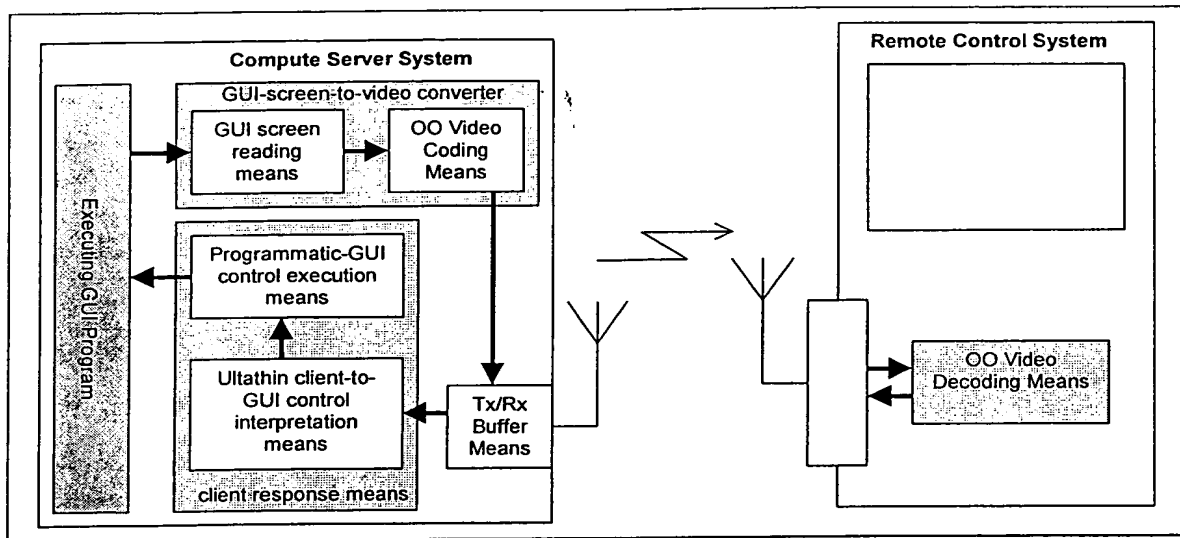 Compute Server System
GUI-screen-to-video converter
GUI screen
reading
means
OO Video
Coding
Means
Executing GUI Program
Programmatic-GUI
control execution
means
Ultathin client-to-
GUI control
interpretation
means
client response means
Tx/Rx
Buffer
Means
Remote Control System
OO Video
Decoding Means